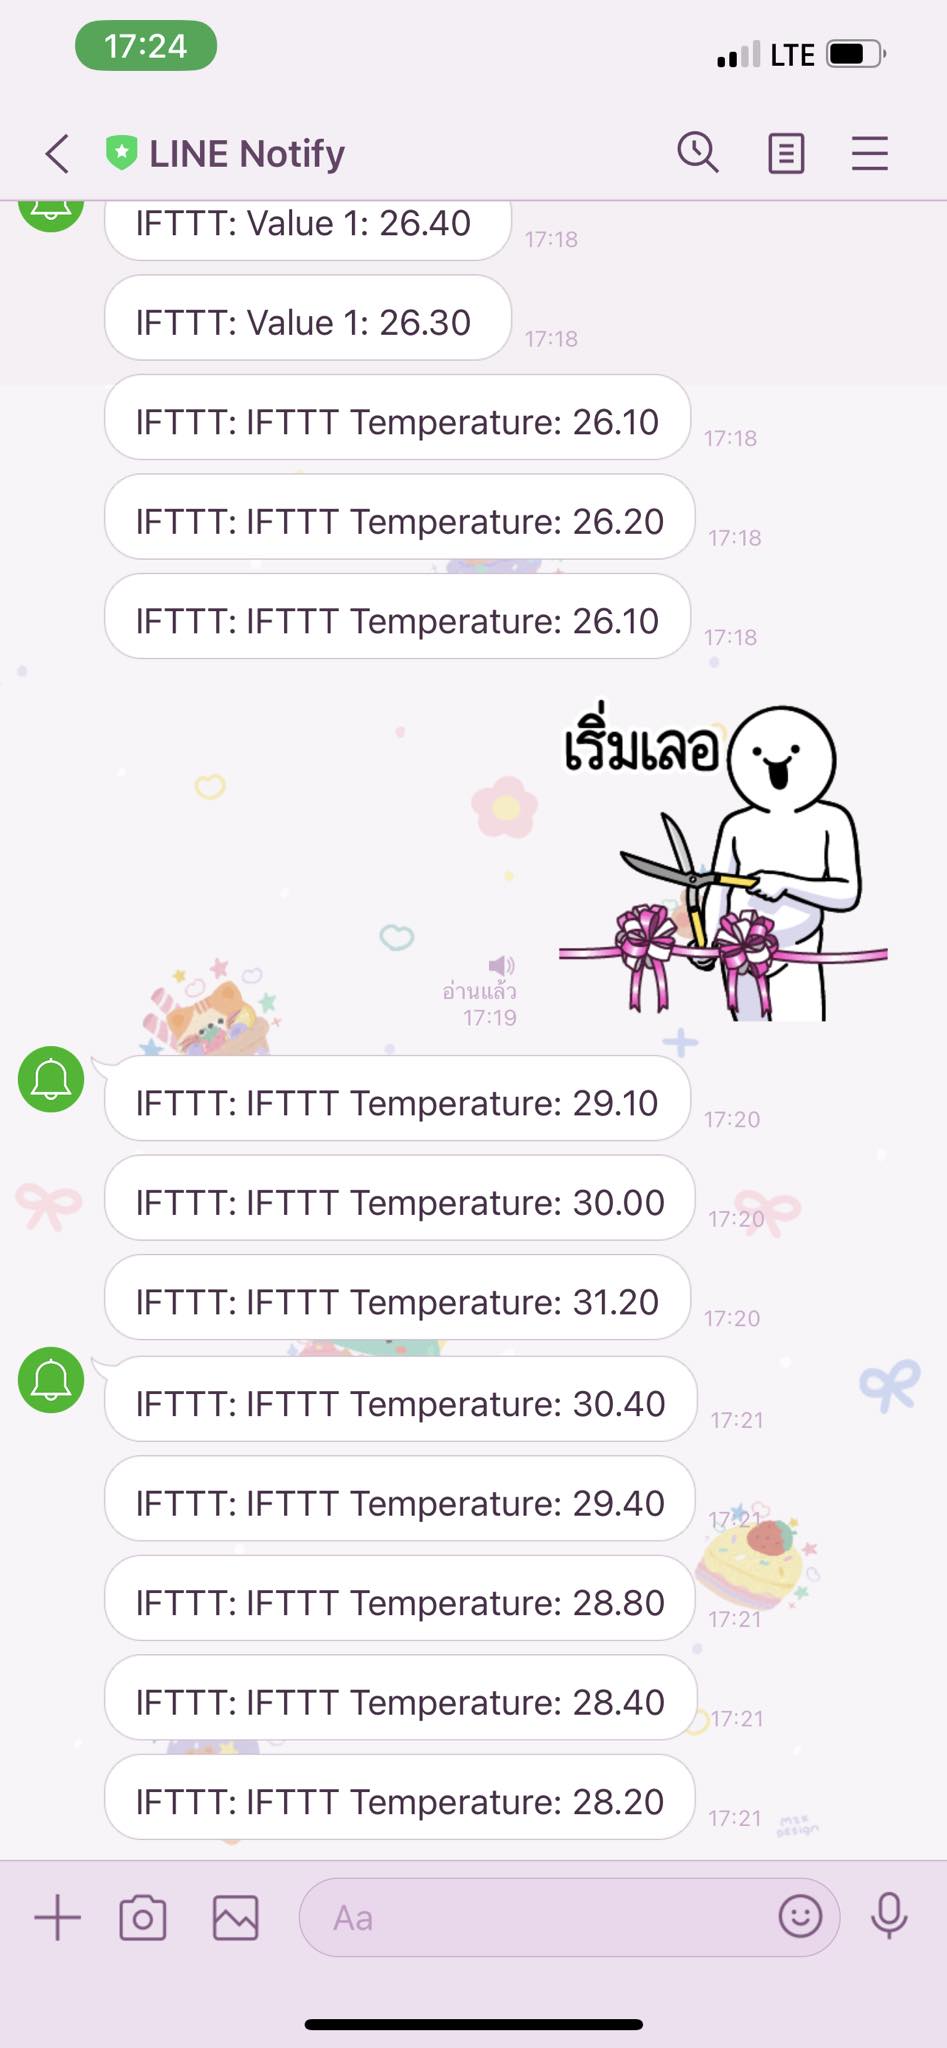 17:24
LTE
LINE Notify
IFTTT: Value 1: 26.40
17:18
IFTTT: Value 1: 26.30
17:18
IFTTT: IFTTT Temperature: 26.10
17:18
IFTTT: IFTTT Temperature: 26.20
17:18
IFTTT: IFTTT Temperature: 26.10
17:18
เริ่มเลอ
อ่านแล้ว
17:19
IFTTT: IFTTT Temperature: 29.10
17:20
IFTTT: IFTTT Temperature: 30.00
17:20
IFTTT: IFTTT Temperature: 31.20
17:20
IFTTT: IFTTT Temperature: 30.40
17:21
IFTTT: IFTTT Temperature: 29.40
17:21
IFTTT: IFTTT Temperature: 28.80
17:21
IFTTT: IFTTT Temperature: 28.40
17:21
IFTTT: IFTTT Temperature: 28.20
17:21
DESIGN
Aa